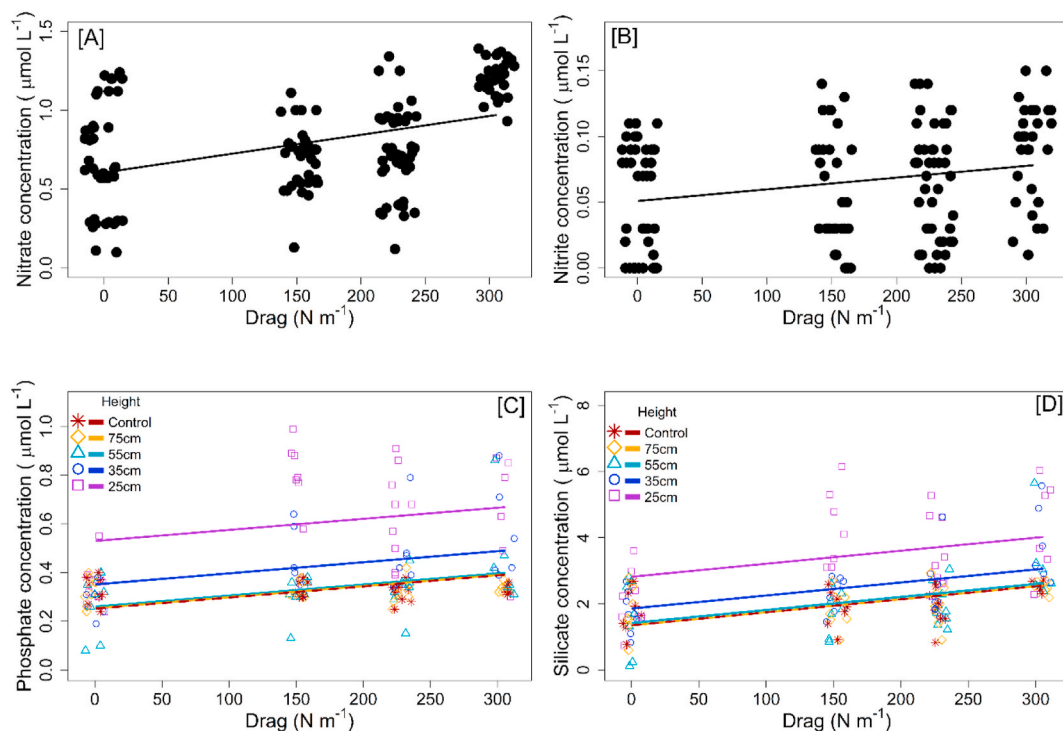 [A]
Nitrate concentration ( μmol L⁻¹)
1.5
1.0
0.5
0.0
0 50 100 150 200 250 300
Drag (N m⁻¹)
[B]
Nitrite concentration ( μmol L⁻¹)
0.15
0.10
0.05
0.00
0 50 100 150 200 250 300
Drag (N m⁻¹)
[C]
Phosphate concentration ( μmol L⁻¹)
1.0
0.8
0.6
0.4
0.2
0.0
Height
Control
75cm
55cm
35cm
25cm
0 50 100 150 200 250 300
Drag (N m⁻¹)
[D]
Silicate concentration ( μmol L⁻¹)
8
6
4
2
0
Height
Control
75cm
55cm
35cm
25cm
0 50 100 150 200 250 300
Drag (N m⁻¹)